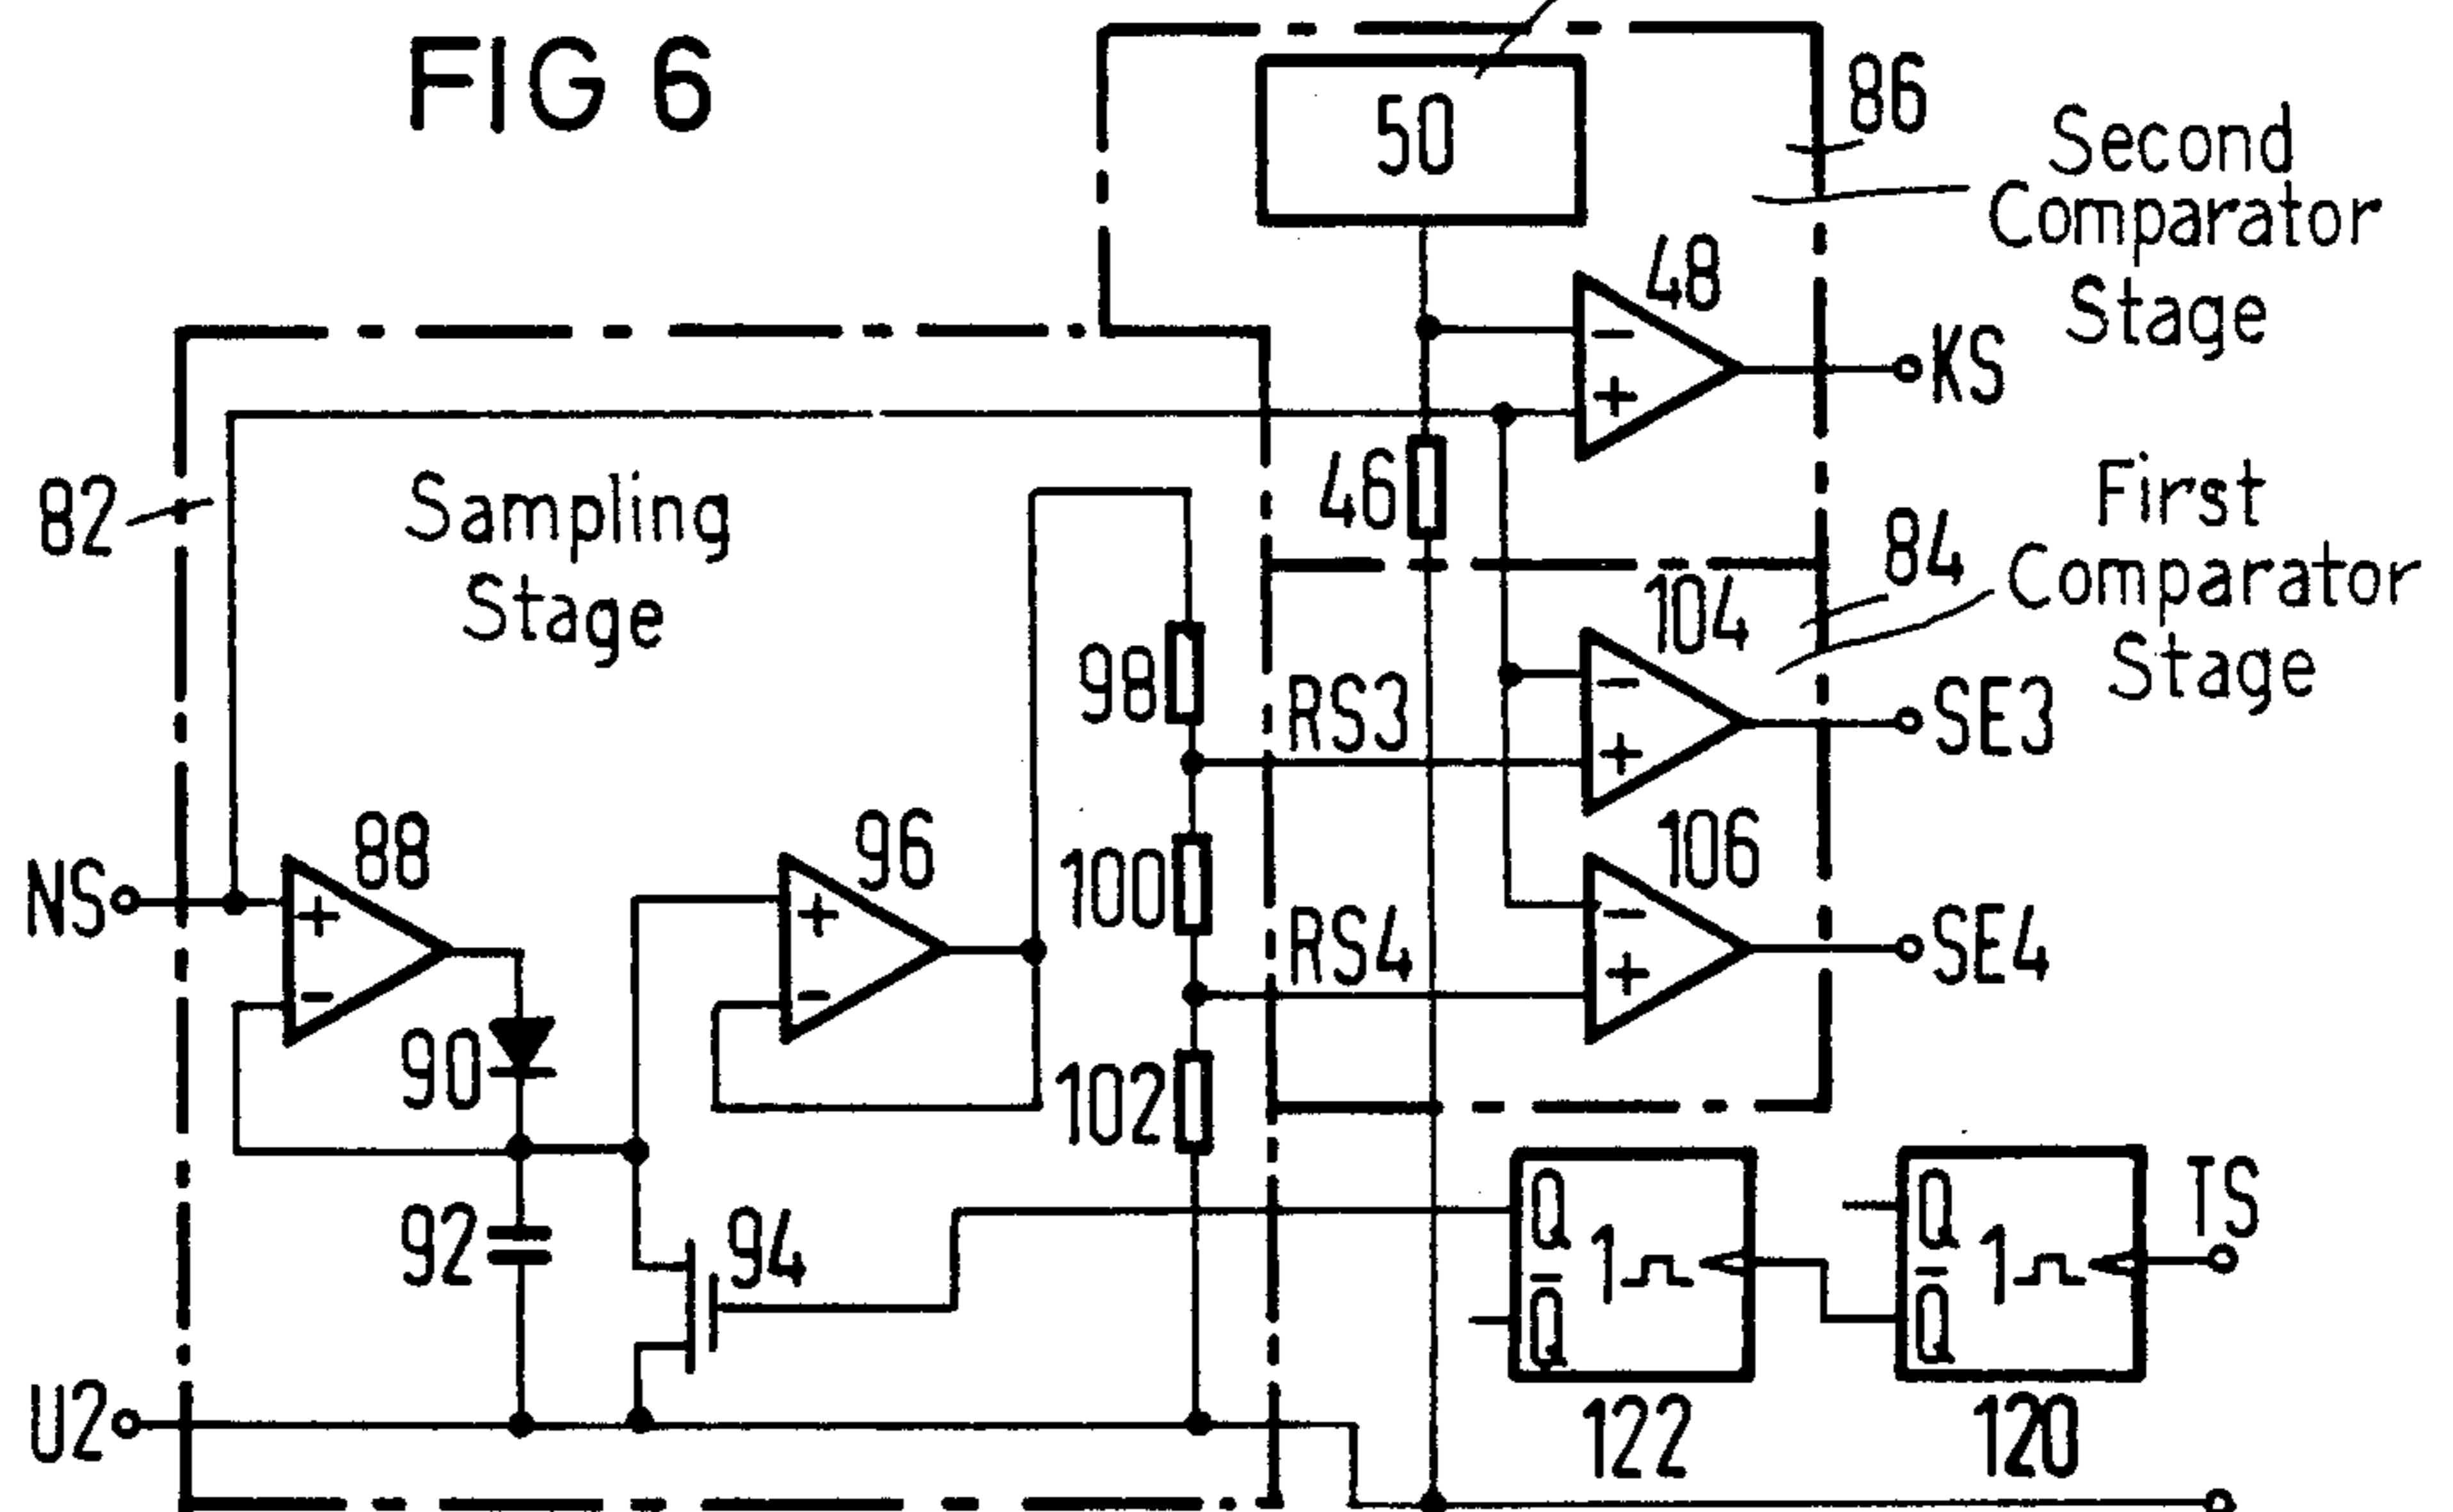 FIG 6
50
86
Second
Comparator
Stage
48
−
+
KS
82
Sampling
Stage
46
First
84
Comparator
Stage
104
98
RS3
−
+
SE3
88
96
100
106
NS
+
−
+
−
RS4
−
+
SE4
90
102
92
94
Q
1
Q̅
122
Q
1
Q̅
120
TS
U2